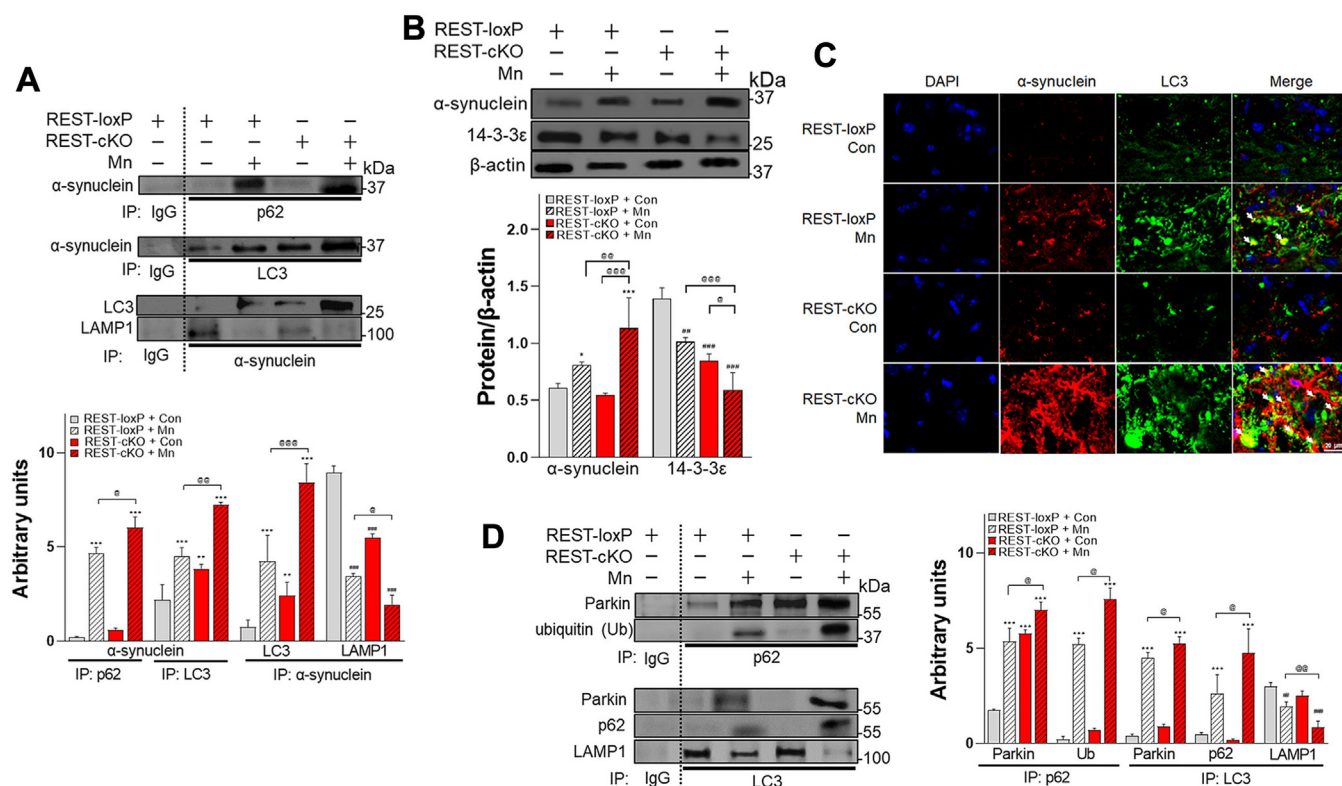 A
REST-loxP + + + – –
REST-cKO – – – + +
Mn – – + – + kDa
α-synuclein -37
IP: IgG p62
α-synuclein -37
IP: IgG LC3
LC3 25
LAMP1 -100
IP: IgG α-synuclein
REST-loxP + Con
REST-loxP + Mn
REST-cKO + Con
REST-cKO + Mn
Arbitrary units
10
5
0
@ @@ @@@ @
*** *** *** ** *** *** ** *** ### ### ###
α-synuclein LC3 LAMP1
IP: p62 IP: LC3 IP: α-synuclein
B
REST-loxP + + – –
REST-cKO – – + +
Mn – + – + kDa
α-synuclein -37
14-3-3ε 25
β-actin 37
REST-loxP + Con
REST-loxP + Mn
REST-cKO + Con
REST-cKO + Mn
Protein/β-actin
2.0
1.5
1.0
0.5
0.0
@@ @@@ @@@ @
* *** ## ### ###
α-synuclein 14-3-3ε
C
DAPI α-synuclein LC3 Merge
REST-loxP
Con
REST-loxP
Mn
REST-cKO
Con
REST-cKO
Mn
20 μm
D
REST-loxP + + + – –
REST-cKO – – – + +
Mn – – + – + kDa
Parkin 55
ubiquitin (Ub) -37
IP: IgG p62
Parkin 55
p62 55
LAMP1 -100
IP: IgG LC3
REST-loxP + Con
REST-loxP + Mn
REST-cKO + Con
REST-cKO + Mn
Arbitrary units
10
5
0
@ @ @ @ @@
*** *** *** *** *** *** *** *** *** ## ###
Parkin Ub Parkin p62 LAMP1
IP: p62 IP: LC3